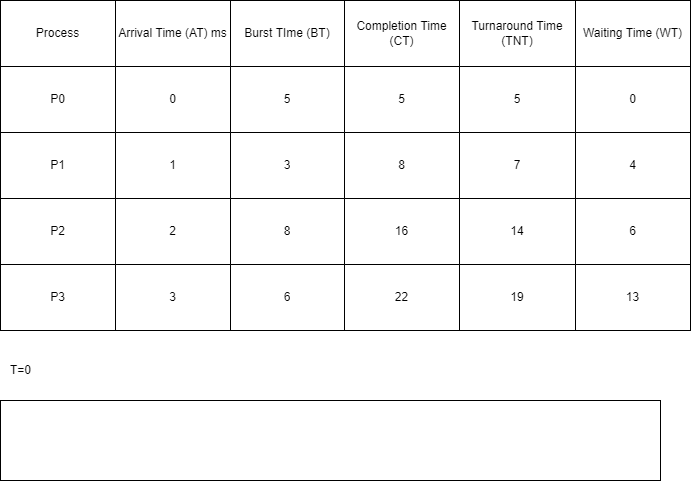 Process Arrival Time (AT) ms Burst TIme (BT) Completion Time (CT) Turnaround Time (TNT) Waiting Time (WT)
P0 0 5 5 5 0
P1 1 3 8 7 4
P2 2 8 16 14 6
P3 3 6 22 19 13
T=0